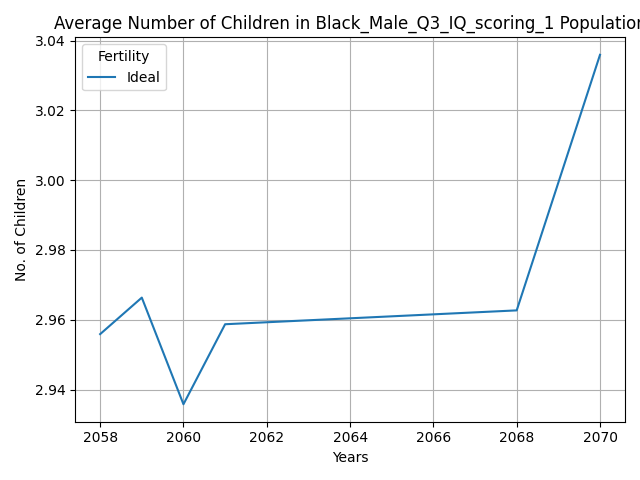 Average Number of Children in Black_Male_Q3_IQ_scoring_1 Population
3.04
3.02
3.00
2.98
2.96
2.94
No. of Children
Fertility
Ideal
2058 2060 2062 2064 2066 2068 2070
Years